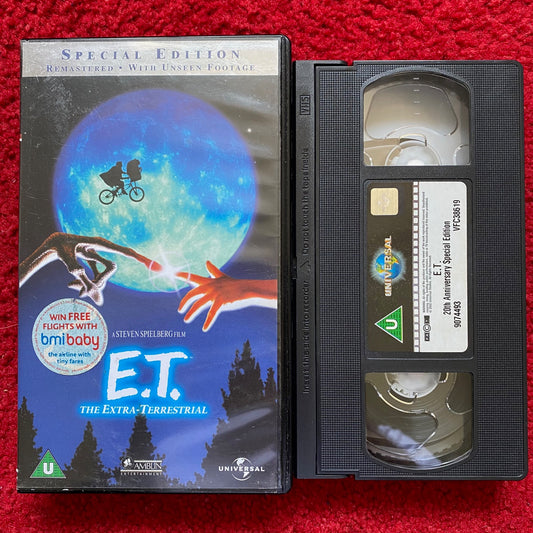 SPECIAL EDITION
REMASTERED • WITH UNSEEN FOOTAGE
WIN FREE
FLIGHTS WITH
bmibaby
the airline with
tiny fares
A STEVEN SPIELBERG FILM
E.T.
THE EXTRA-TERRESTRIAL
U
AMBLIN
ENTERTAINMENT
UNIVERSAL
VHS
UNIVERSAL
U
E.T.
20th Anniversary Special Edition
9074493
VFC38619